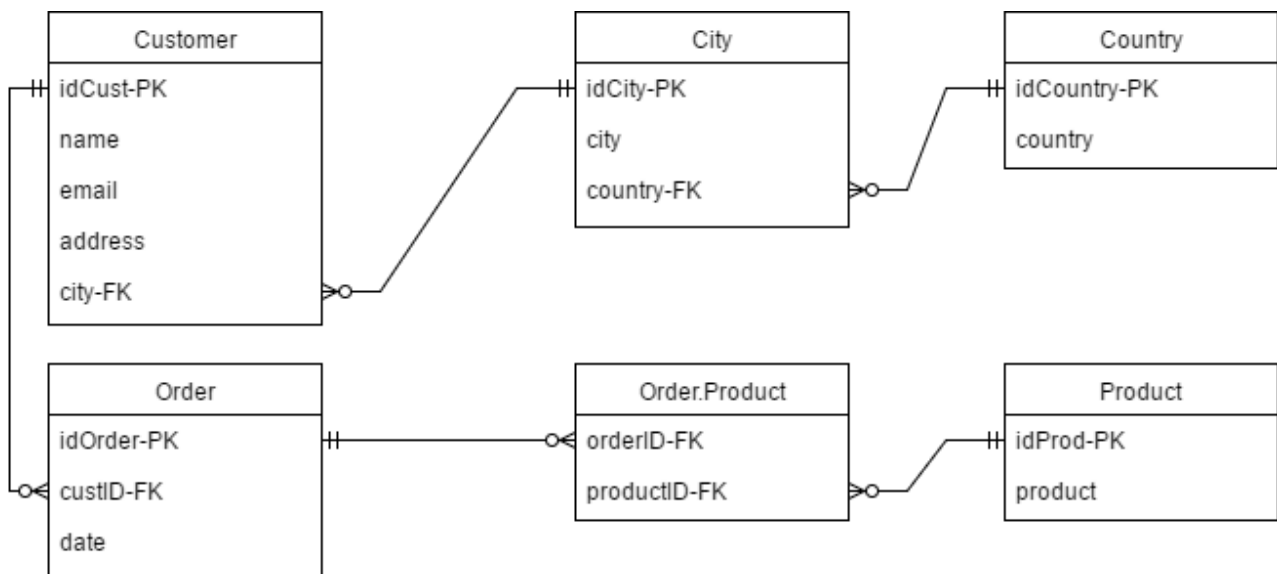 Customer
idCust-PK
name
email
address
city-FK
City
idCity-PK
city
country-FK
Country
idCountry-PK
country
Order
idOrder-PK
custID-FK
date
Order.Product
orderID-FK
productID-FK
Product
idProd-PK
product